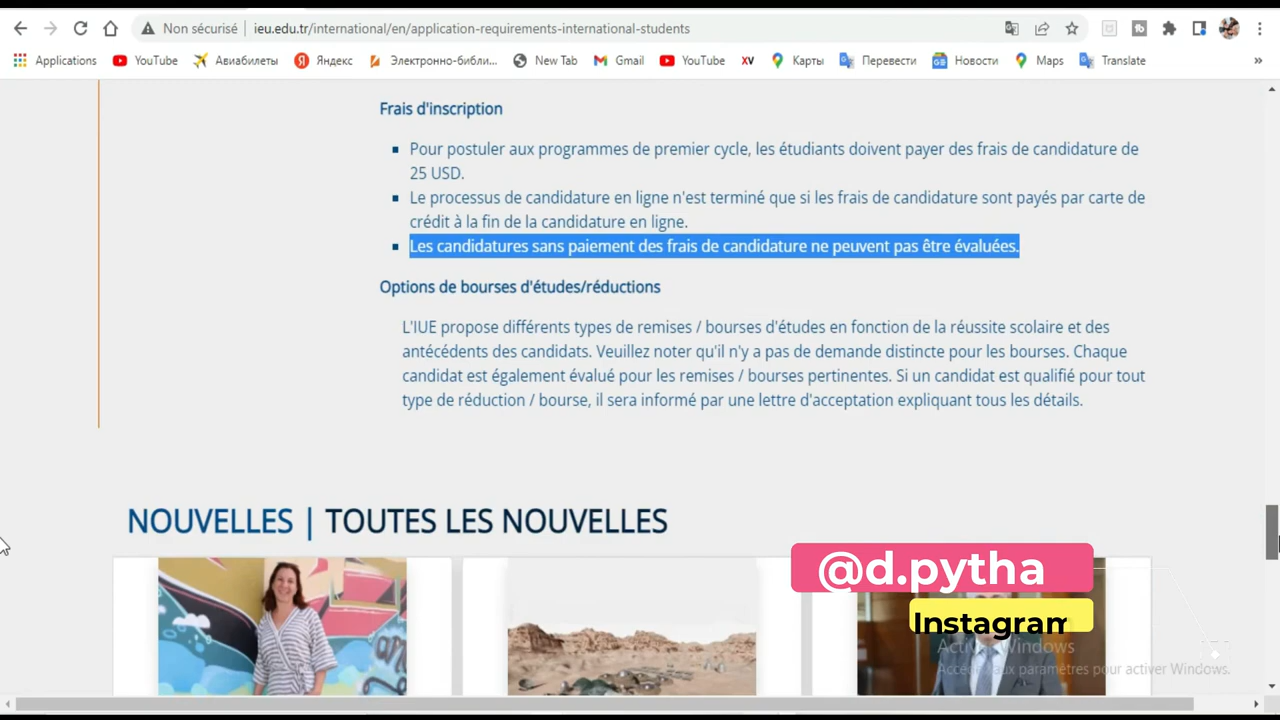 Non sécurisé
ieu.edu.tr/international/en/application-requirements-international-students
Applications
YouTube
Авиабилеты
Яндекс
Электронно-библи...
New Tab
Gmail
YouTube
XV
Карты
Перевести
Новости
Maps
Translate
»
Frais d'inscription
Pour postuler aux programmes de premier cycle, les étudiants doivent payer des frais de candidature de
25 USD.
Le processus de candidature en ligne n'est terminé que si les frais de candidature sont payés par carte de
crédit à la fin de la candidature en ligne.
Les candidatures sans paiement des frais de candidature ne peuvent pas être évaluées.
Options de bourses d'études/réductions
L'IUE propose différents types de remises / bourses d'études en fonction de la réussite scolaire et des
antécédents des candidats. Veuillez noter qu'il n'y a pas de demande distincte pour les bourses. Chaque
candidat est également évalué pour les remises / bourses pertinentes. Si un candidat est qualifié pour tout
type de réduction / bourse, il sera informé par une lettre d'acceptation expliquant tous les détails.
NOUVELLES | TOUTES LES NOUVELLES
@d.pytha
Instagram
Windows
paramètres pour activer Windows.